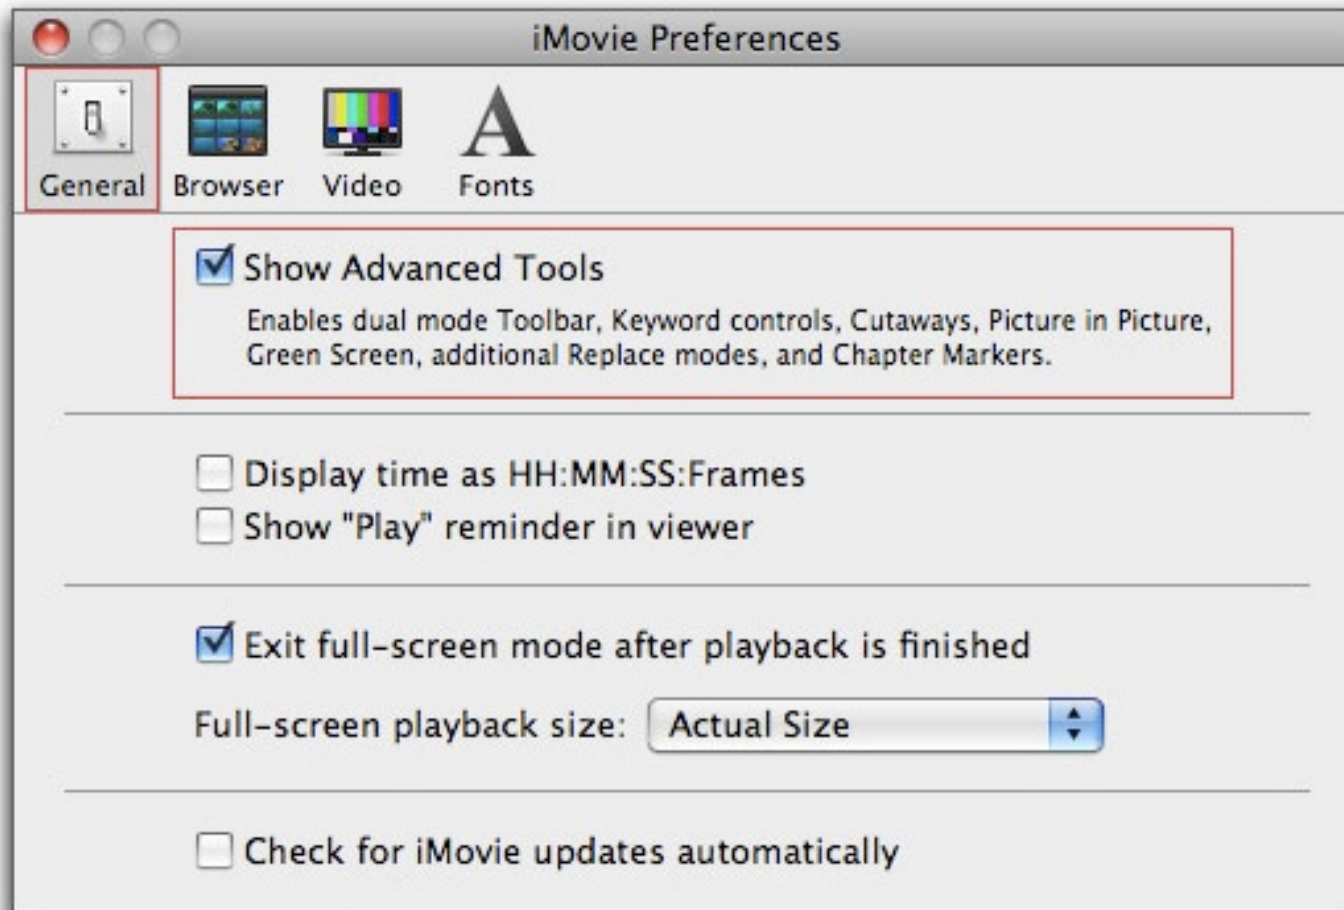 iMovie Preferences
General Browser Video Fonts
Show Advanced Tools
Enables dual mode Toolbar, Keyword controls, Cutaways, Picture in Picture,
Green Screen, additional Replace modes, and Chapter Markers.
Display time as HH:MM:SS:Frames
Show "Play" reminder in viewer
Exit full-screen mode after playback is finished
Full-screen playback size: Actual Size
Check for iMovie updates automatically